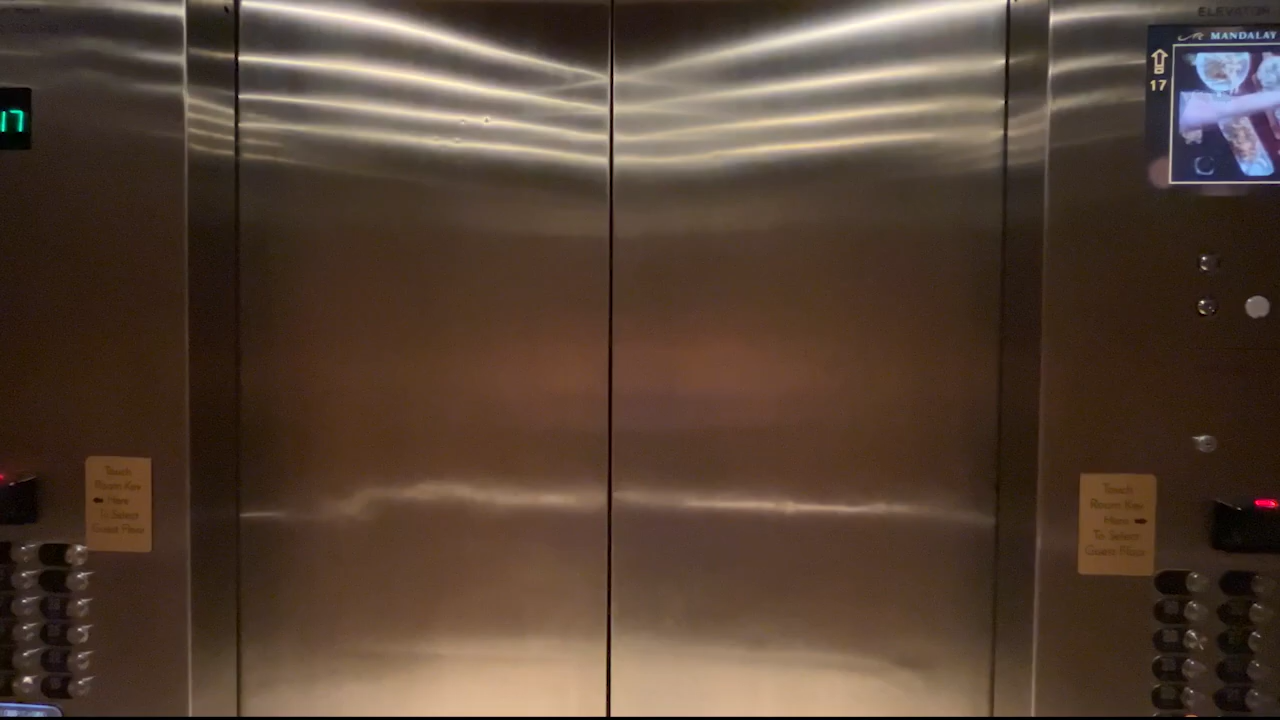 ELEVATOR
MANDALAY
17
17
Touch
Room Key
Here
To Select
Guest Floor
Touch
Room Key
Here
To Select
Guest Floor